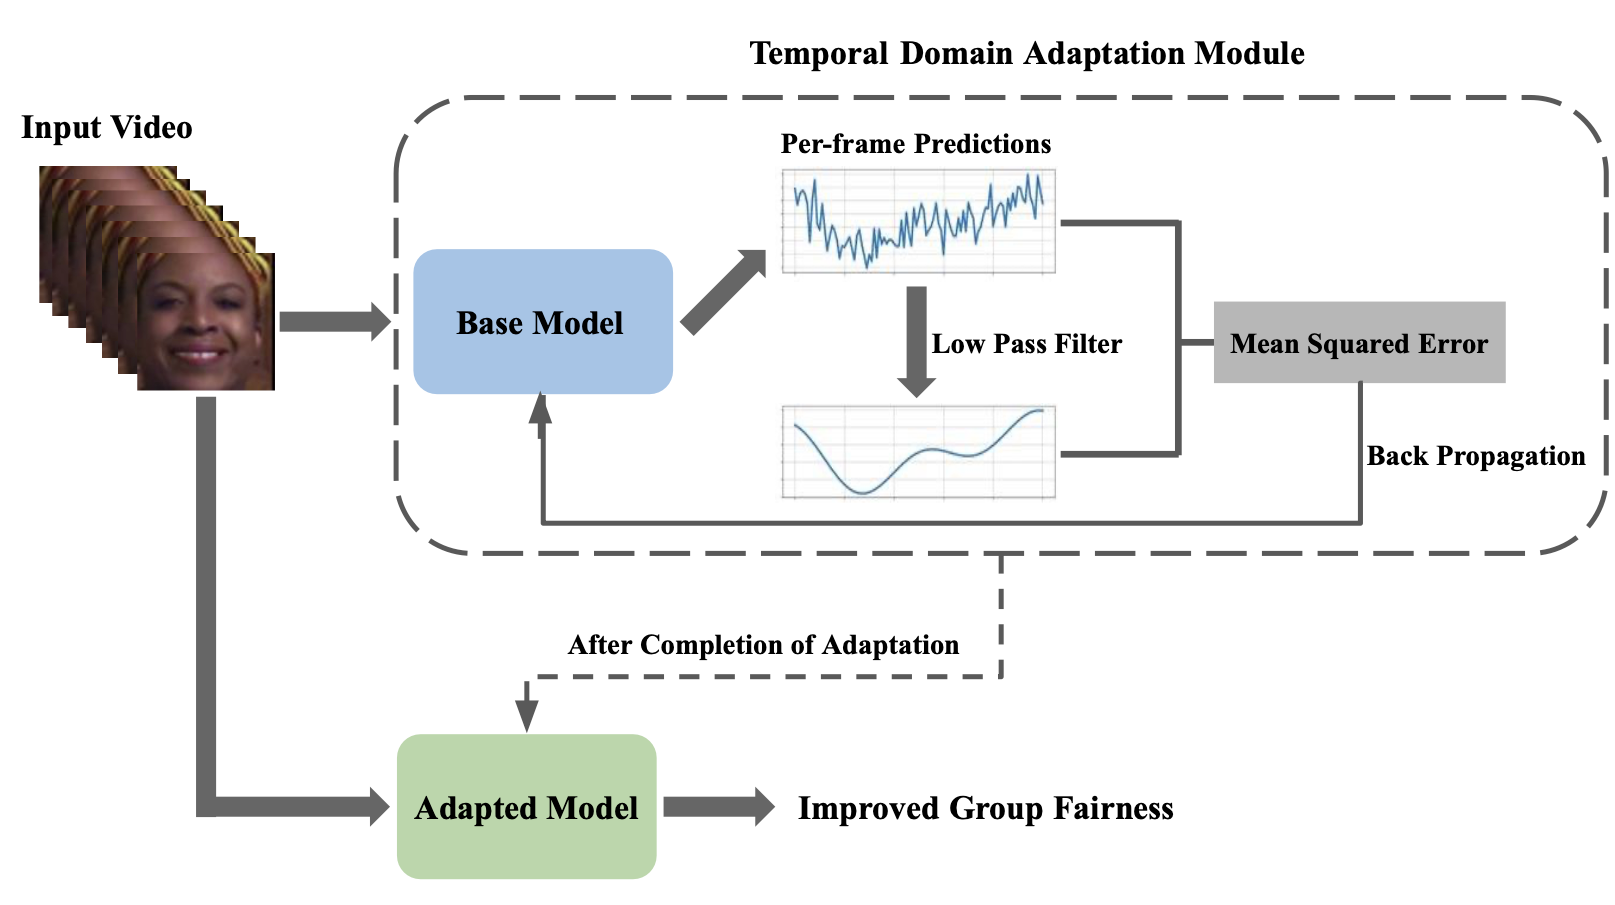 Temporal Domain Adaptation Module
Input Video
Per-frame Predictions
Base Model
Low Pass Filter
Mean Squared Error
Back Propagation
After Completion of Adaptation
Adapted Model
Improved Group Fairness